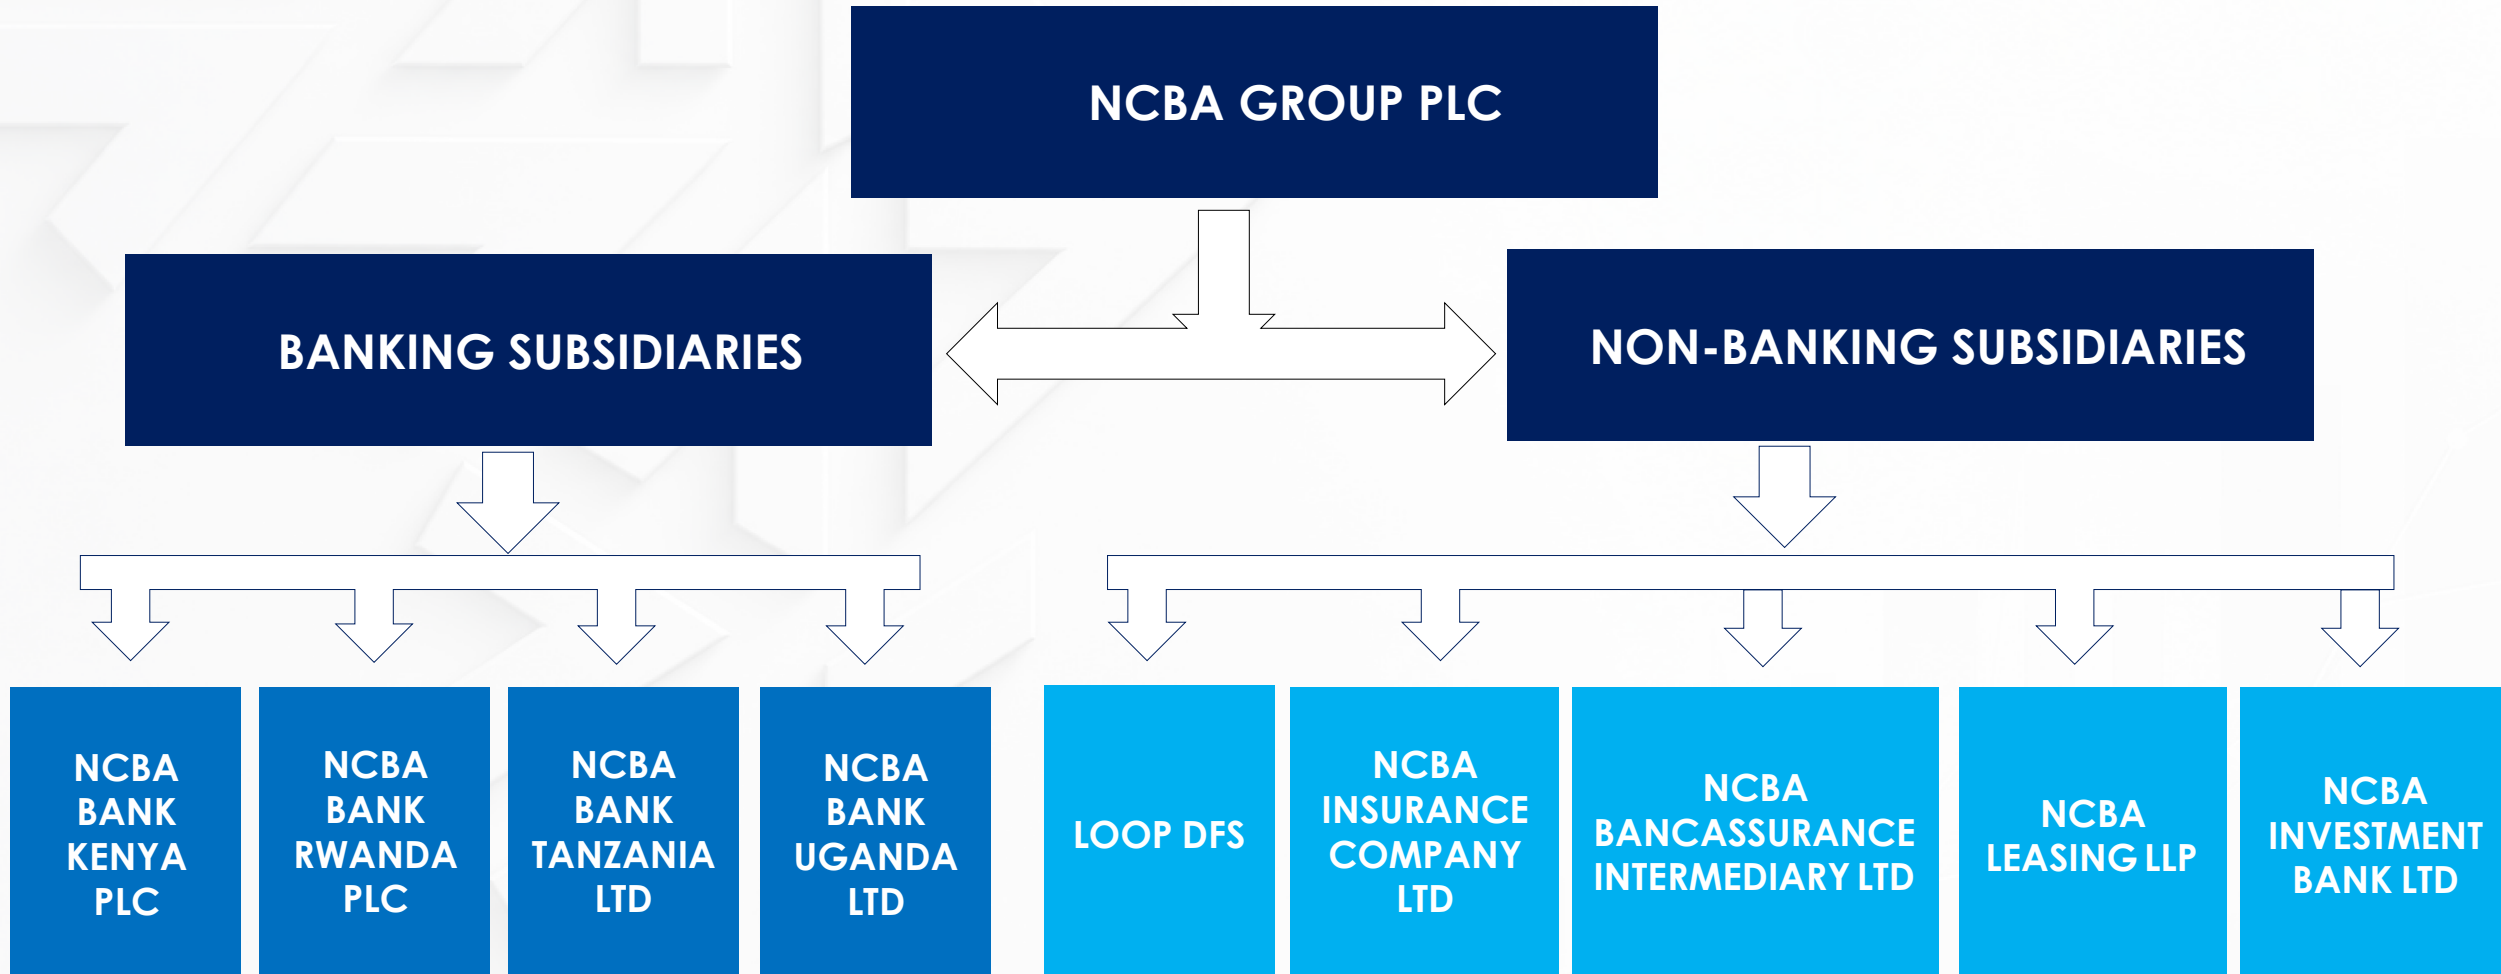 NCBA GROUP PLC
BANKING SUBSIDIARIES
NON-BANKING SUBSIDIARIES
NCBA
BANK
KENYA
PLC
NCBA
BANK
RWANDA
PLC
NCBA
BANK
TANZANIA
LTD
NCBA
BANK
UGANDA
LTD
LOOP DFS
NCBA
INSURANCE
COMPANY
LTD
NCBA
BANCASSURANCE
INTERMEDIARY LTD
NCBA
LEASING LLP
NCBA
INVESTMENT
BANK LTD